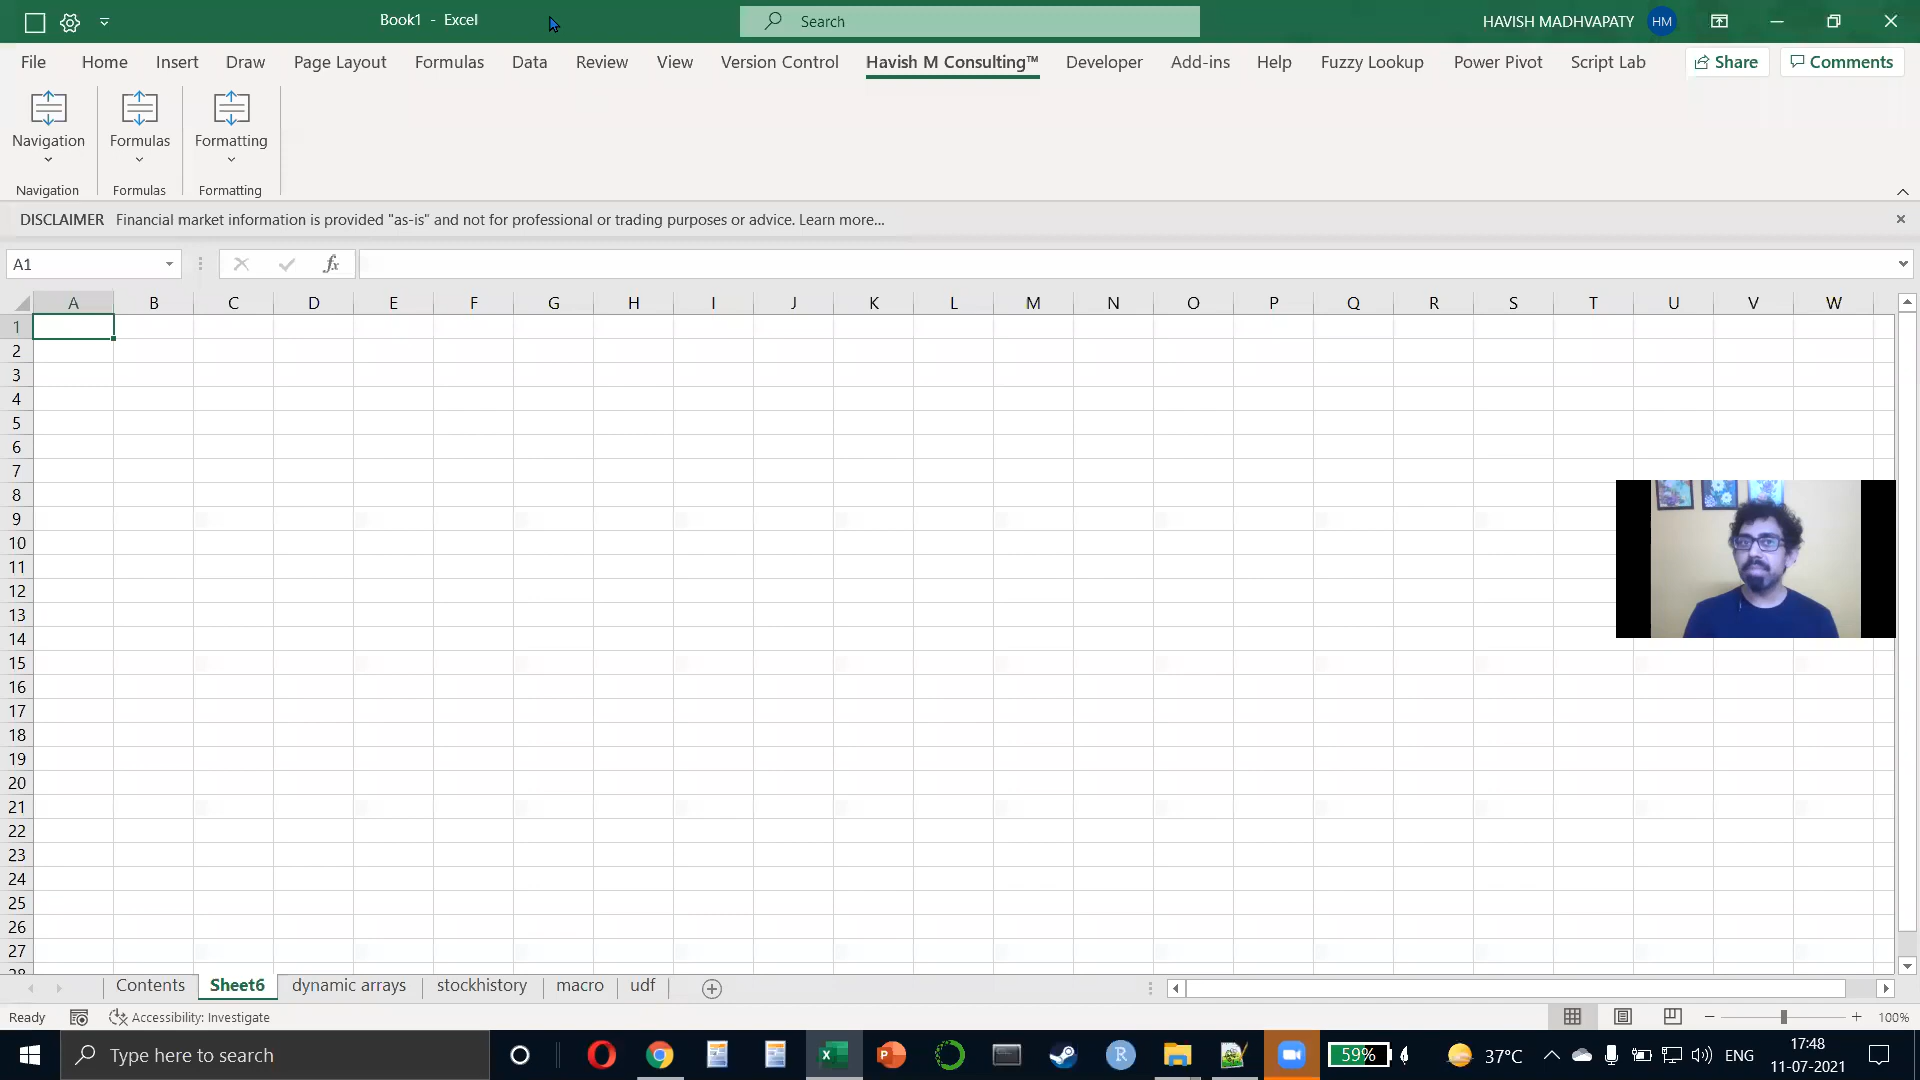 Book1 - Excel
Search
HAVISH MADHVAPATY
HM
File Home Insert Draw Page Layout Formulas Data Review View Version Control Havish M Consulting™ Developer Add-ins Help Fuzzy Lookup Power Pivot Script Lab Share Comments
Navigation Formulas Formatting
Navigation Formulas Formatting
DISCLAIMER Financial market information is provided "as-is" and not for professional or trading purposes or advice. Learn more...
A1
fx
A B C D E F G H I J K L M N O P Q R S T U V W
1
2
3
4
5
6
7
8
9
10
11
12
13
14
15
16
17
18
19
20
21
22
23
24
25
26
27
28
Contents Sheet6 dynamic arrays stockhistory macro udf
Ready Accessibility: Investigate 100%
Type here to search
59%
37°C
ENG
17:48
11-07-2021